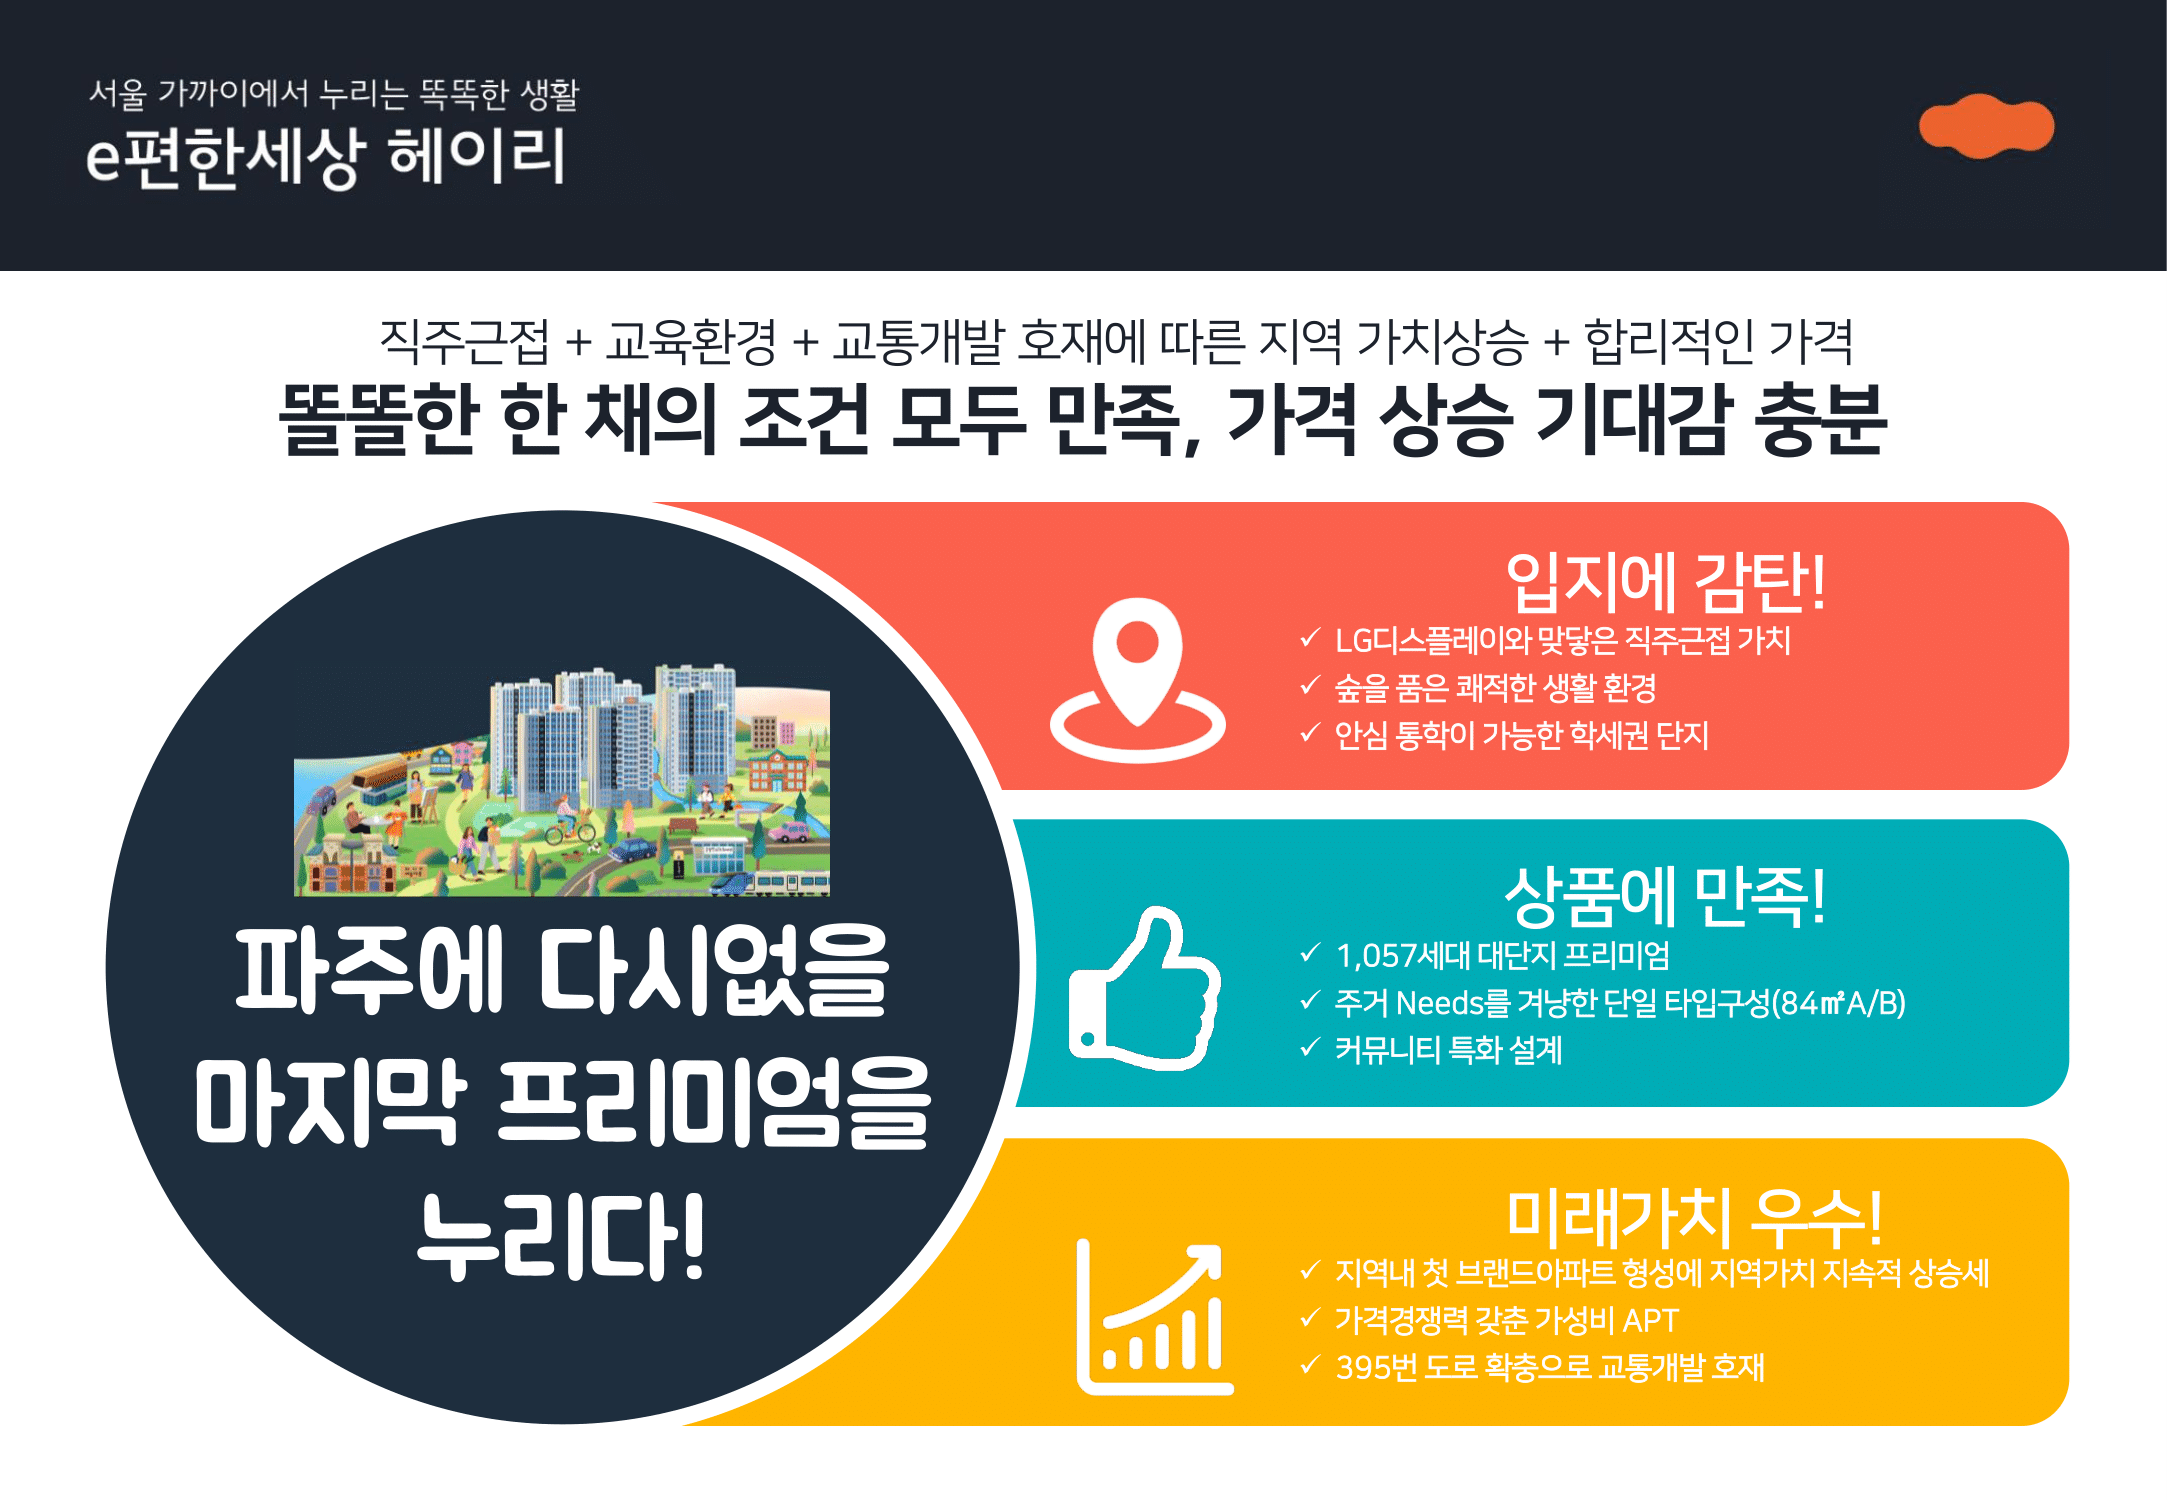 서울 가까이에서 누리는 똑똑한 생활
e편한세상 헤이리
직주근접 + 교육환경 + 교통개발 호재에 따른 지역 가치상승 + 합리적인 가격
똘똘한 한 채의 조건 모두 만족, 가격 상승 기대감 충분
파주에 다시없을
마지막 프리미엄을
누리다!
입지에 감탄!
✓ LG디스플레이와 맞닿은 직주근접 가치
✓ 숲을 품은 쾌적한 생활 환경
✓ 안심 통학이 가능한 학세권 단지
상품에 만족!
✓ 1,057세대 대단지 프리미엄
✓ 주거 Needs를 겨냥한 단일 타입구성(84㎡A/B)
✓ 커뮤니티 특화 설계
미래가치 우수!
✓ 지역내 첫 브랜드아파트 형성에 지역가치 지속적 상승세
✓ 가격경쟁력 갖춘 가성비 APT
✓ 395번 도로 확충으로 교통개발 호재